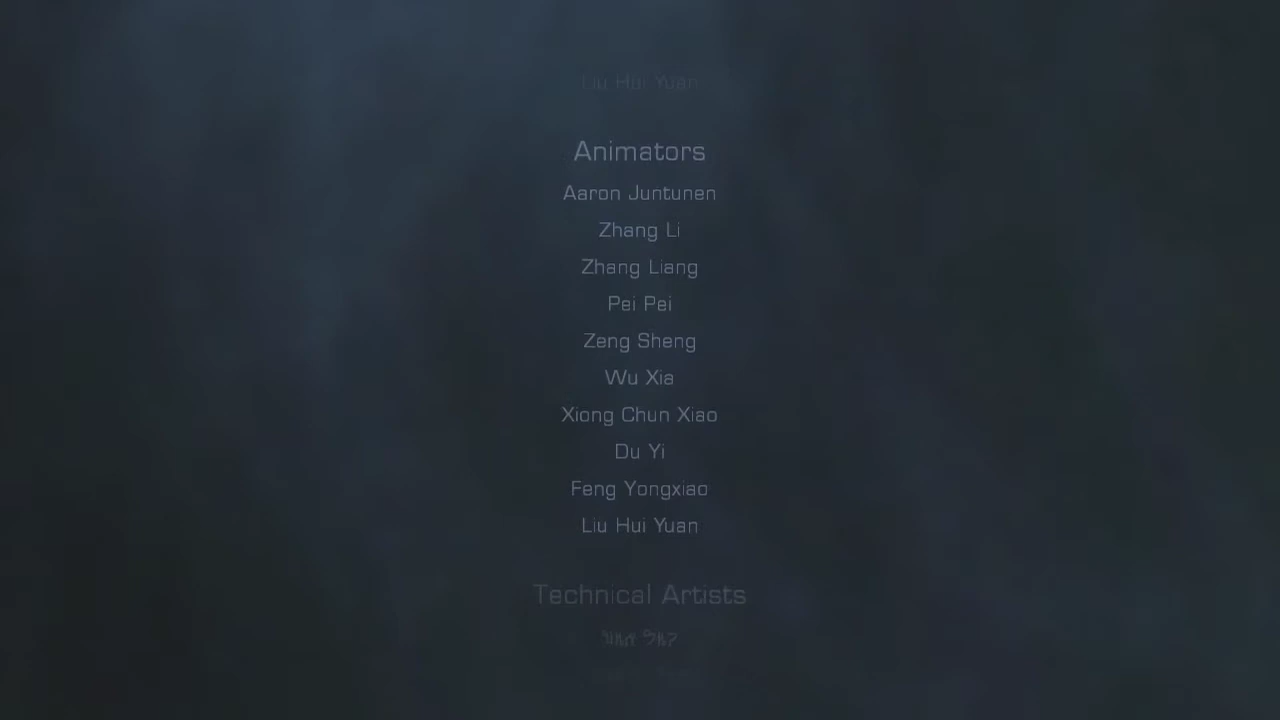 Liu Hui Yuan
Animators
Aaron Juntunen
Zhang Li
Zhang Liang
Pei Pei
Zeng Sheng
Wu Xia
Xiong Chun Xiao
Du Yi
Feng Yongxiao
Liu Hui Yuan
Technical Artists